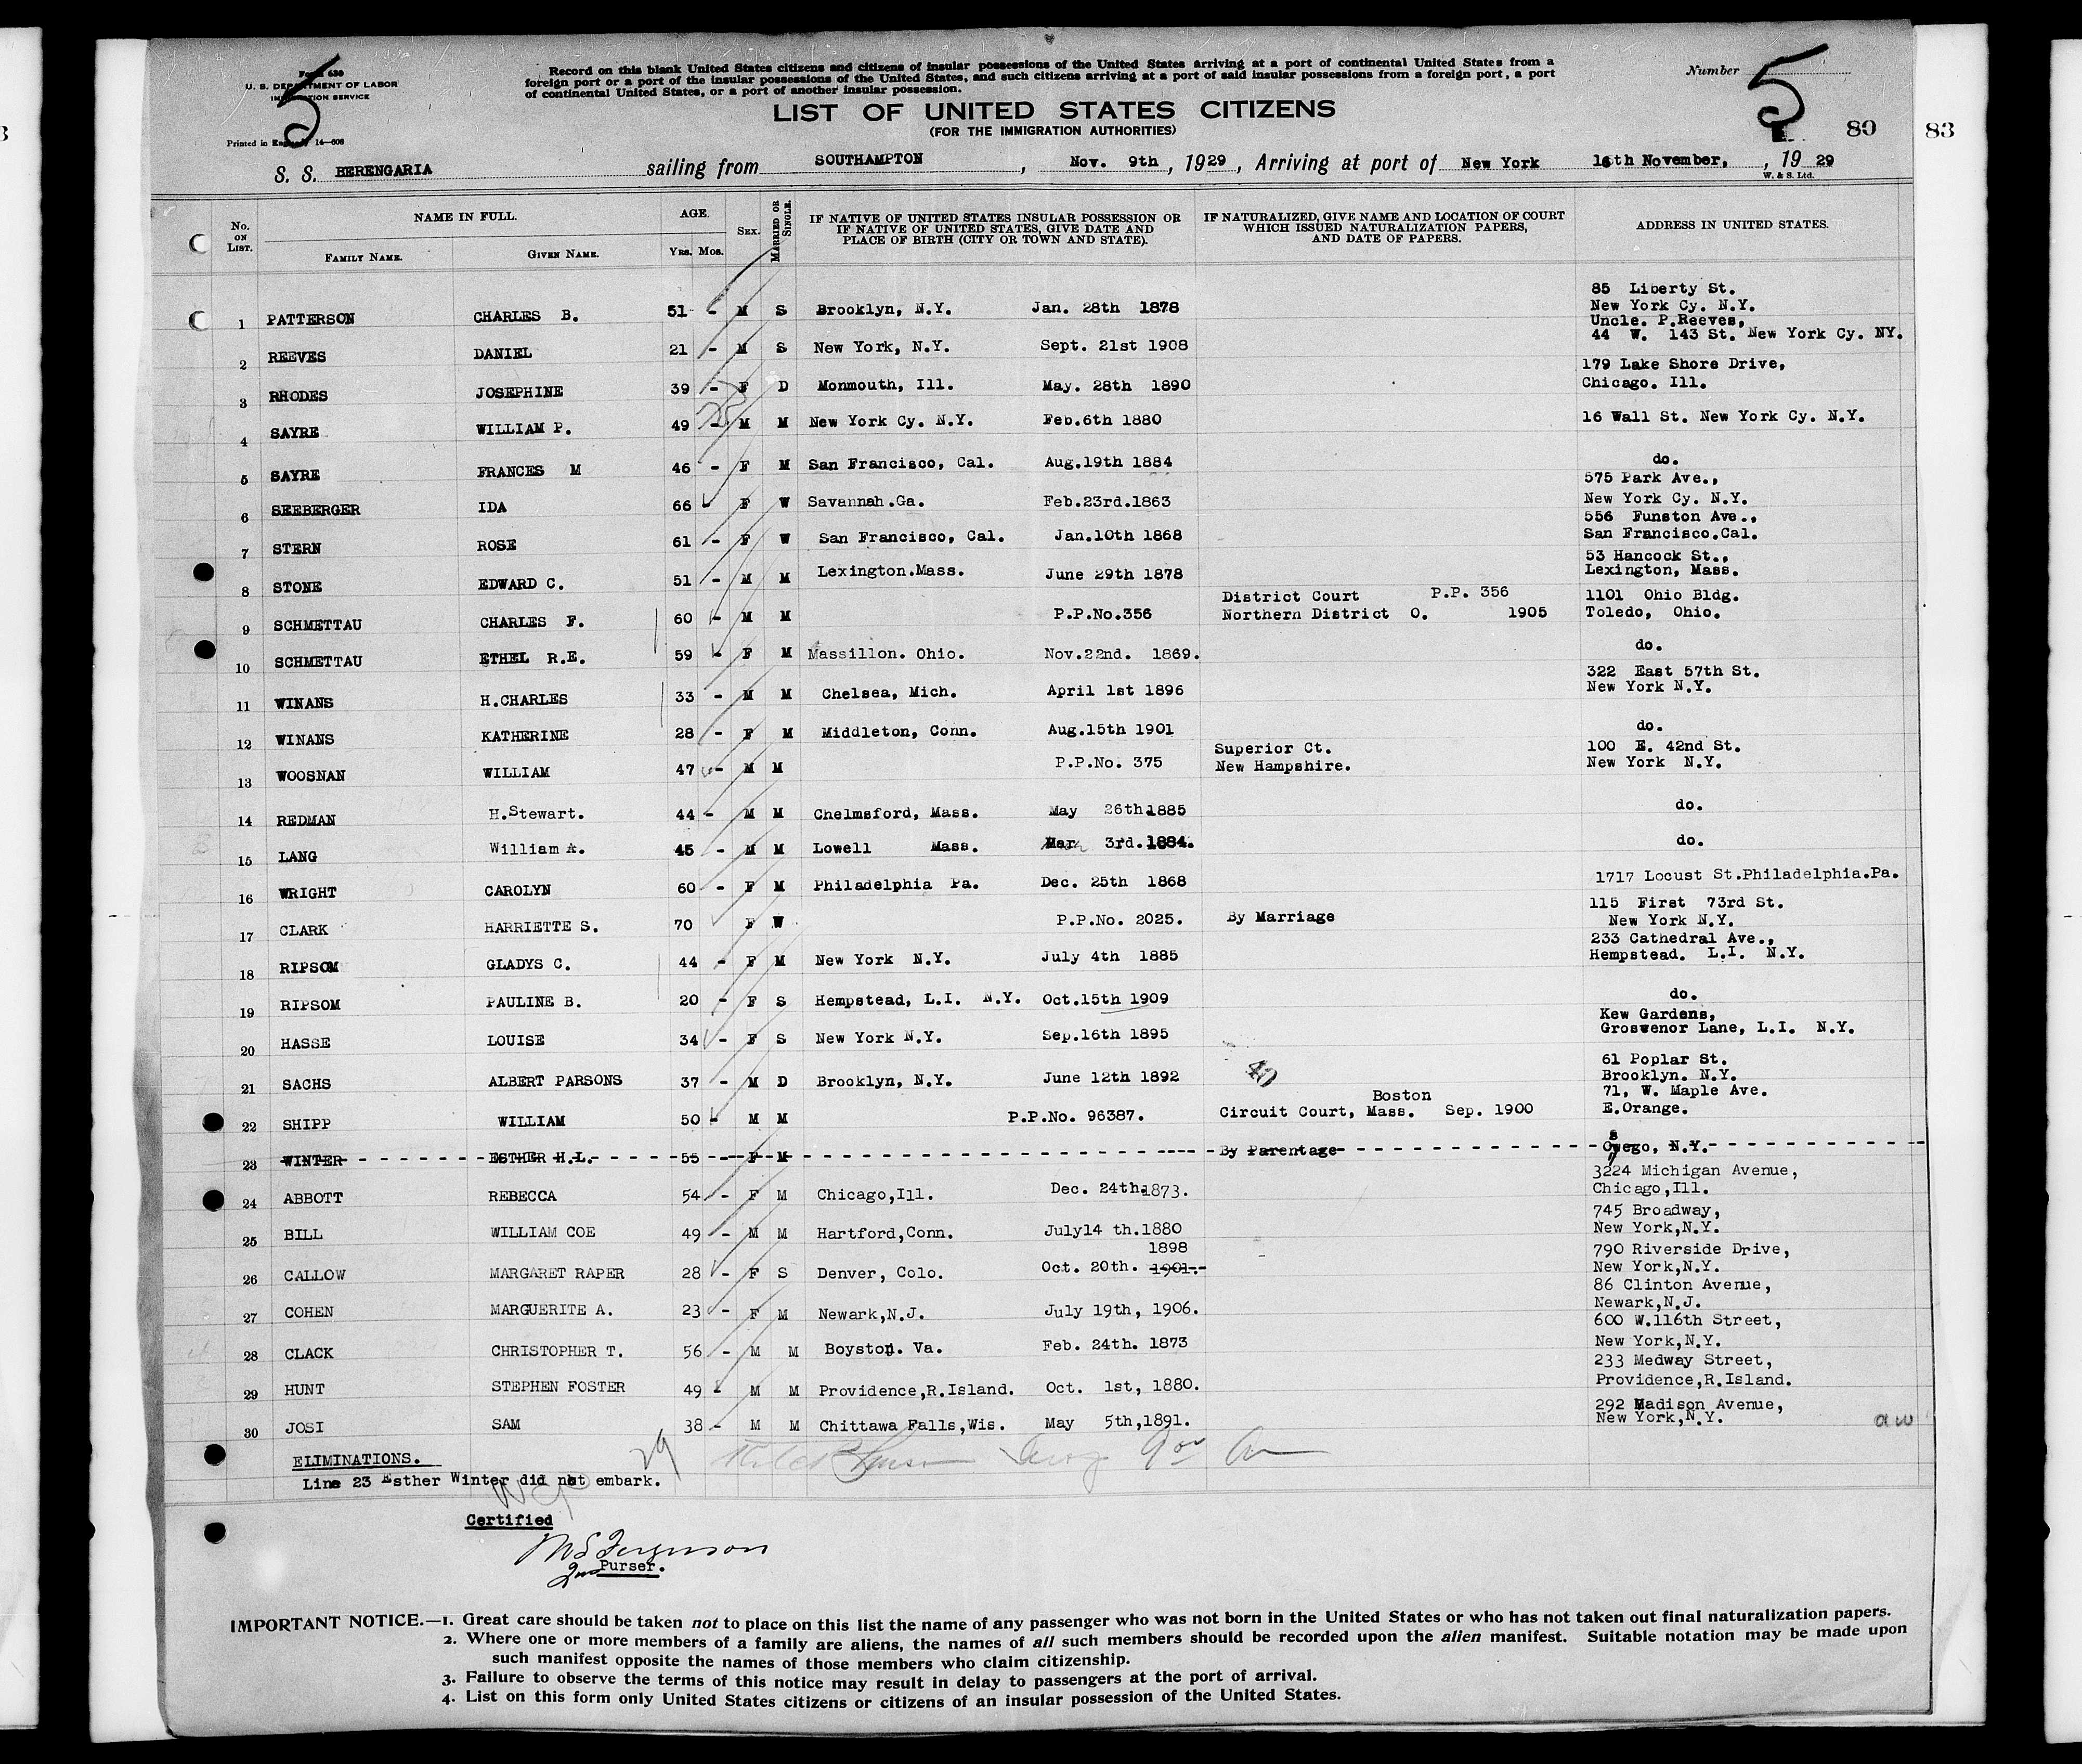 Form 630
U. S. DEPARTMENT OF LABOR
IMMIGRATION SERVICE
Printed in England 14—608
5
Record on this blank United States citizens and citizens of insular possessions of the United States arriving at a port of continental United States from a
foreign port or a port of the insular possessions of the United States, and such citizens arriving at a port of said insular possessions from a foreign port, a port
of continental United States, or a port of another insular possession.
LIST OF UNITED STATES CITIZENS
(FOR THE IMMIGRATION AUTHORITIES)
Number 5
80 83
S. S. BERENGARIA sailing from SOUTHAMPTON, Nov. 9th, 1929, Arriving at port of New York 16th November, , 19 29
W. & S. Ltd.
No. ON LIST. NAME IN FULL. FAMILY NAME. GIVEN NAME. AGE. YRS. MOS. SEX. MARRIED OR SINGLE. IF NATIVE OF UNITED STATES INSULAR POSSESSION OR IF NATIVE OF UNITED STATES, GIVE DATE AND PLACE OF BIRTH (CITY OR TOWN AND STATE). IF NATURALIZED, GIVE NAME AND LOCATION OF COURT WHICH ISSUED NATURALIZATION PAPERS, AND DATE OF PAPERS. ADDRESS IN UNITED STATES.
1 PATTERSON CHARLES B. 51 - M S Brooklyn, N.Y. Jan. 28th 1878 85 Liberty St. New York Cy. N.Y.
2 REEVES DANIEL 21 - M S New York, N.Y. Sept. 21st 1908 Uncle. P.Reeves, 44 W. 143 St. New York Cy. NY.
3 RHODES JOSEPHINE 39 - F D Monmouth, Ill. May. 28th 1890 179 Lake Shore Drive, Chicago. Ill.
4 SAYRE WILLIAM P. 49 - M M New York Cy. N.Y. Feb.6th 1880 16 Wall St. New York Cy. N.Y.
5 SAYRE FRANCES M 46 - F M San Francisco, Cal. Aug.19th 1884 do.
6 SEEBERGER IDA 66 - F W Savannah.Ga. Feb.23rd.1863 575 Park Ave., New York Cy. N.Y.
7 STERN ROSE 61 - F W San Francisco, Cal. Jan.10th 1868 556 Funston Ave., San Francisco.Cal.
8 STONE EDWARD C. 51 - M M Lexington.Mass. June 29th 1878 53 Hancock St., Lexington, Mass.
9 SCHMETTAU CHARLES F. 60 - M M P.P.No.356 District Court P.P. 356 Northern District O. 1905 1101 Ohio Bldg. Toledo, Ohio.
10 SCHMETTAU ETHEL R.E. 59 - F M Massillon. Ohio. Nov.22nd. 1869. do.
11 WINANS H.CHARLES 33 - M M Chelsea, Mich. April 1st 1896 322 East 57th St. New York N.Y.
12 WINANS KATHERINE 28 - F M Middleton, Conn. Aug.15th 1901 do.
13 WOOSNAN WILLIAM 47 - M M P.P.No. 375 Superior Ct. New Hampshire. 100 E. 42nd St. New York N.Y.
14 REDMAN H.Stewart. 44 - M M Chelmsford, Mass. May 26th.1885 do.
15 LANG William A. 45 - M M Lowell Mass. Mar 3rd.1884. do.
16 WRIGHT CAROLYN 60 - F M Philadelphia Pa. Dec. 25th 1868 1717 Locust St.Philadelphia.Pa.
17 CLARK HARRIETTE S. 70 F W P.P.No. 2025. By Marriage 115 First 73rd St. New York N.Y.
18 RIPSOM GLADYS C. 44 - F M New York N.Y. July 4th 1885 233 Cathedral Ave., Hempstead. L.I. N.Y.
19 RIPSOM PAULINE B. 20 - F S Hempstead, L.I. N.Y. Oct.15th 1909 do.
20 HASSE LOUISE 34 - F S New York N.Y. Sep.16th 1895 Kew Gardens, Groswenor Lane, L.I. N.Y.
21 SACHS ALBERT PARSONS 37 - M D Brooklyn, N.Y. June 12th 1892 61 Poplar St. Brooklyn. N.Y.
22 SHIPP WILLIAM 50 - M M P.P.No. 96387. Circuit Court, Boston Mass. Sep. 1900 71, W. Maple Ave. E.Orange.
23 WINTER ESTHER H.L. 55 - F M By Parentage Oswego, N.Y.
24 ABBOTT REBECCA 54 - F M Chicago,Ill. Dec. 24th.1873. 3224 Michigan Avenue, Chicago,Ill.
25 BILL WILLIAM COE 49 - M M Hartford,Conn. July14 th.1880 745 Broadway, New York,N.Y.
26 CALLOW MARGARET RAPER 28 - F S Denver, Colo. Oct. 20th. 1901. 1898 790 Riverside Drive, New York,N.Y.
27 COHEN MARGUERITE A. 23 - F M Newark,N.J. July 19th, 1906. 86 Clinton Avenue, Newark,N.J.
28 CLACK CHRISTOPHER T. 56 - M M Boyston. Va. Feb. 24th. 1873 600 W.116th Street, New York,N.Y.
29 HUNT STEPHEN FOSTER 49 - M M Providence,R.Island. Oct. 1st, 1880. 233 Medway Street, Providence,R.Island.
30 JOSI SAM 38 - M M Chittawa Falls,Wis. May 5th,1891. 292 Madison Avenue, New York,N.Y.
ELIMINATIONS. 29
Line 23 Esther Winter did not embark.
Certified
M S Ferguson
2nd Purser.
IMPORTANT NOTICE.—1. Great care should be taken not to place on this list the name of any passenger who was not born in the United States or who has not taken out final naturalization papers.
2. Where one or more members of a family are aliens, the names of all such members should be recorded upon the alien manifest. Suitable notation may be made upon
such manifest opposite the names of those members who claim citizenship.
3. Failure to observe the terms of this notice may result in delay to passengers at the port of arrival.
4. List on this form only United States citizens or citizens of an insular possession of the United States.